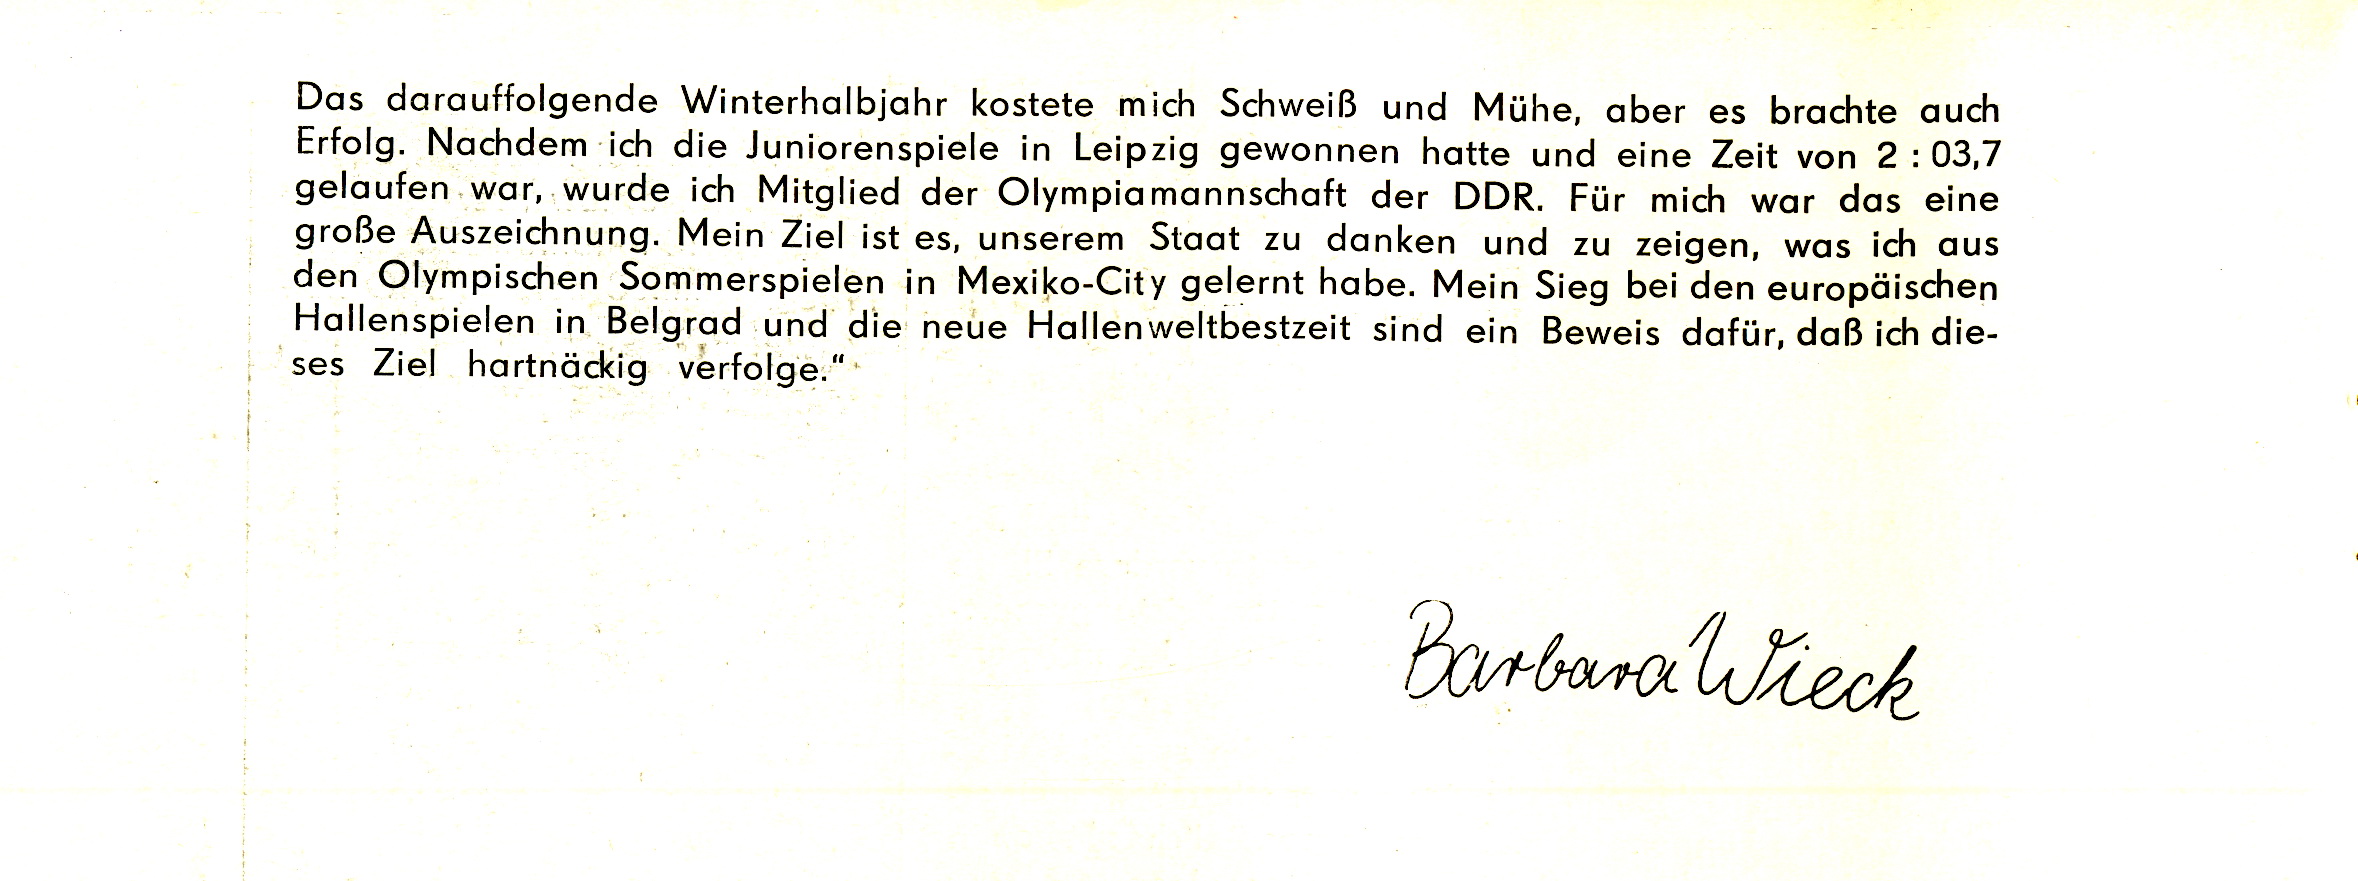 Das darauffolgende Winterhalbjahr kostete mich Schweiß und Mühe, aber es brachte auch
Erfolg. Nachdem ich die Juniorenspiele in Leipzig gewonnen hatte und eine Zeit von 2 : 03,7
gelaufen war, wurde ich Mitglied der Olympiamannschaft der DDR. Für mich war das eine
große Auszeichnung. Mein Ziel ist es, unserem Staat zu danken und zu zeigen, was ich aus
den Olympischen Sommerspielen in Mexiko-City gelernt habe. Mein Sieg bei den europäischen
Hallenspielen in Belgrad und die neue Hallenweltbestzeit sind ein Beweis dafür, daß ich die-
ses Ziel hartnäckig verfolge.“
Barbara Wieck